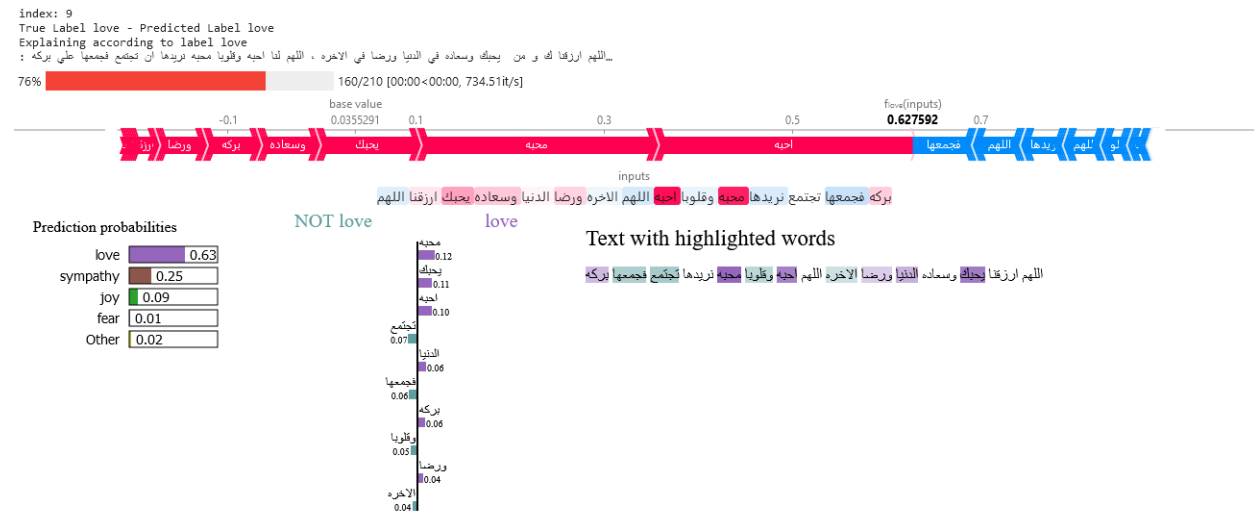 index: 9
True Label love - Predicted Label love
Explaining according to label love
اللهم ارزقنا ك و من يحبك وسعاده في الدنيا ورضا في الاخره ، اللهم لنا احبه وقلوبا محبه نريدها ان تجتمع فجمعها علي بركه :...
76% 160/210 [00:00<00:00, 734.51it/s]
base value
flove(inputs)
-0.1 0.0355291 0.1 0.3 0.5 0.627592 0.7
ورضا بركه وسعاده يحبك محبه احبه فجمعها اللهم
inputs
اللهم ارزقنا يحبك وسعاده الدنيا ورضا الاخره اللهم احبه وقلوبا محبه نريدها تجتمع فجمعها بركه
NOT love love
Prediction probabilities
love 0.63
sympathy 0.25
joy 0.09
fear 0.01
Other 0.02
محبه
0.12
يحبك
0.11
احبه
0.10
تجتمع
0.07
الدنيا
0.06
فجمعها
0.06
بركه
0.06
وقلوبا
0.05
ورضا
0.04
الاخره
0.04
Text with highlighted words
اللهم ارزقنا يحبك وسعاده الدنيا ورضا الاخره اللهم احبه وقلوبا محبه نريدها تجتمع فجمعها بركه